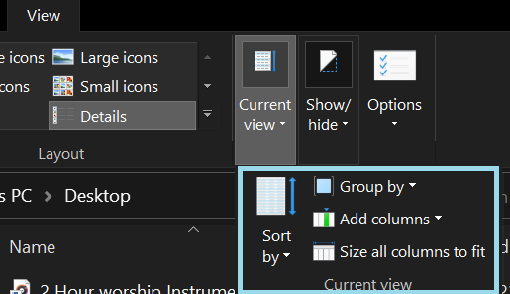 View
e icons
Large icons
cons
Small icons
Details
Layout
Current
view
Show/
hide
Options
s PC
Desktop
Name
2 Hour worship Instrume
Sort
by
Group by
Add columns
Size all columns to fit
Current view